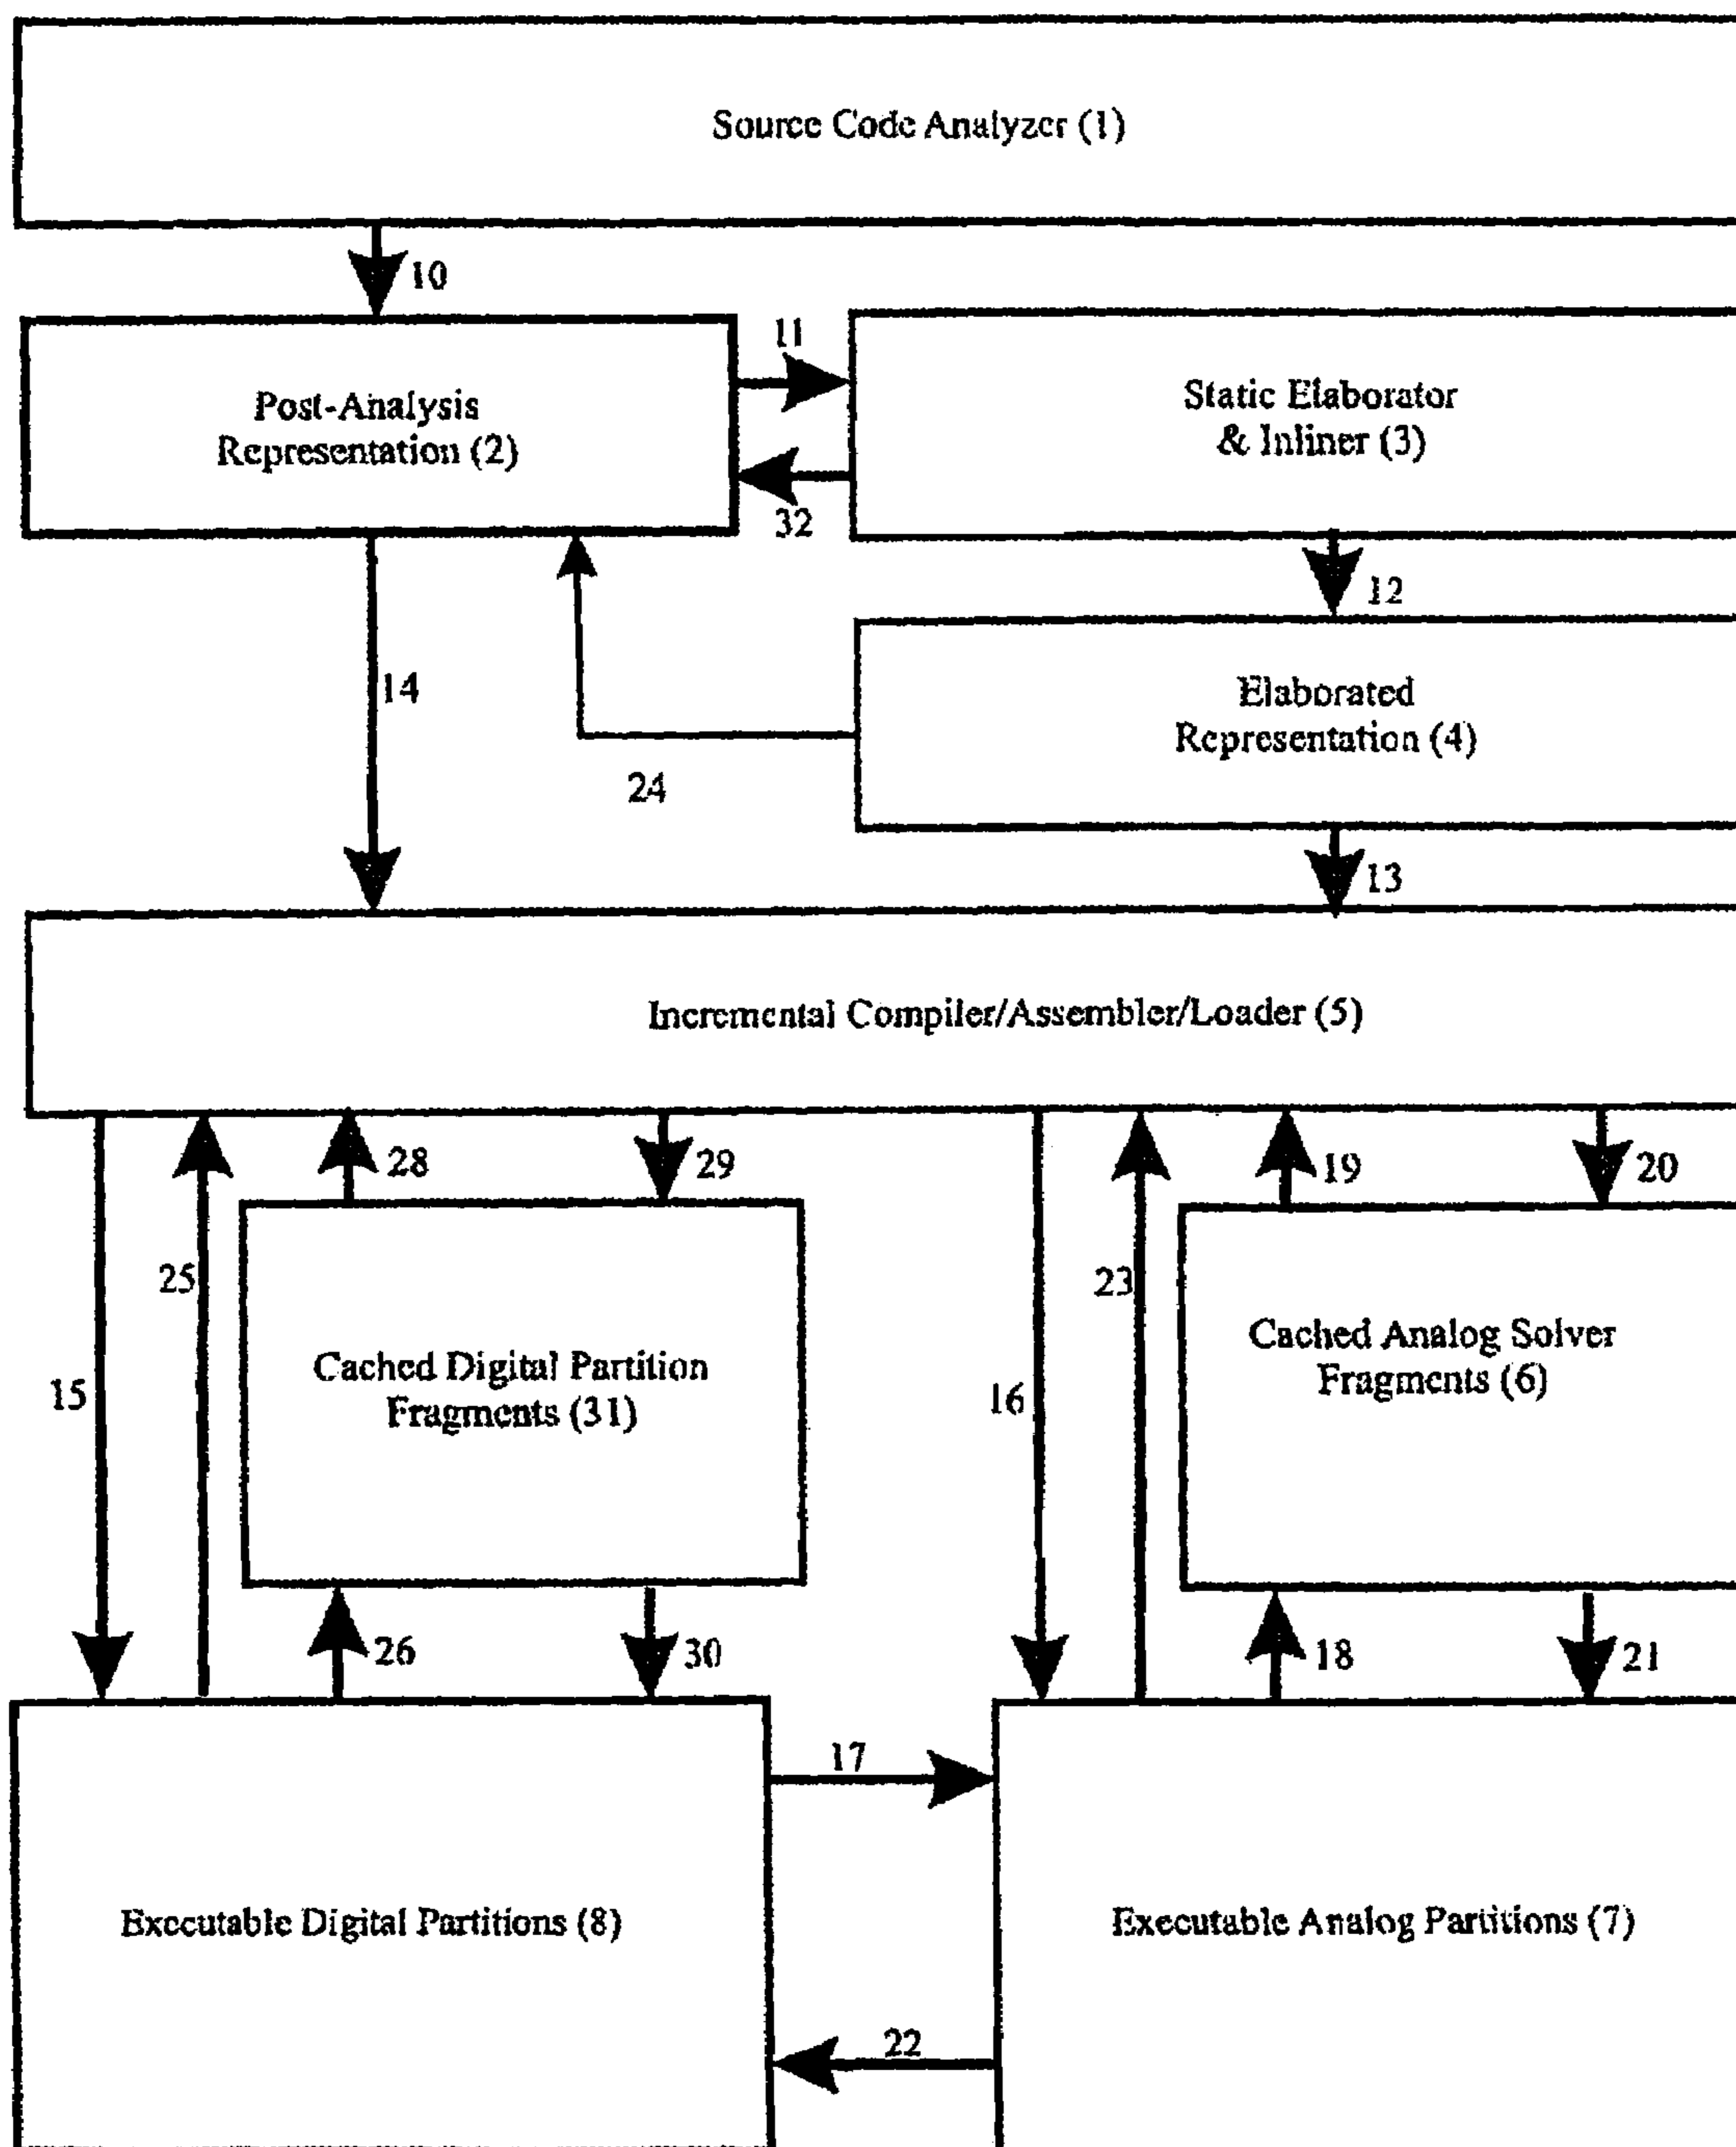 Source Code Analyzer (1)
10
11
Post-Analysis
Representation (2)
Static Elaborator
& Inliner (3)
32
12
Elaborated
Representation (4)
14
24
13
Incremental Compiler/Assembler/Loader (5)
28
29
19
20
25
23
Cached Digital Partition
Fragments (31)
Cached Analog Solver
Fragments (6)
15
16
26
30
18
21
17
Executable Digital Partitions (8)
Executable Analog Partitions (7)
22